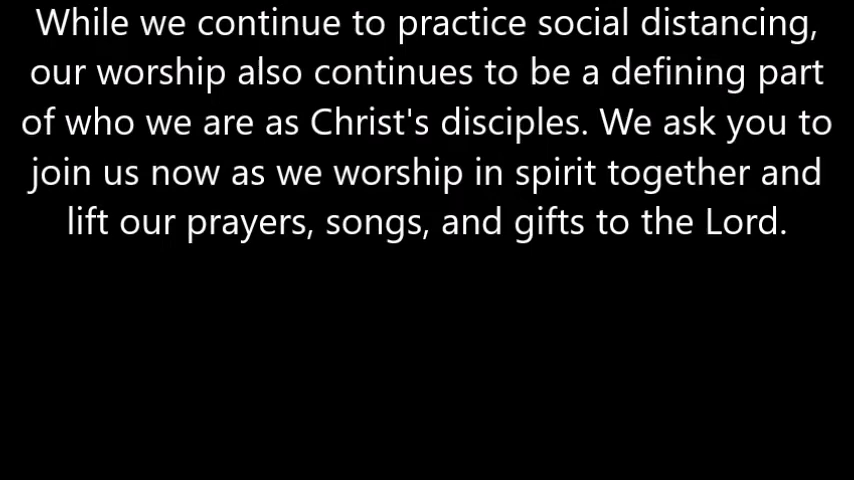 While we continue to practice social distancing,
our worship also continues to be a defining part
of who we are as Christ's disciples. We ask you to
join us now as we worship in spirit together and
lift our prayers, songs, and gifts to the Lord.